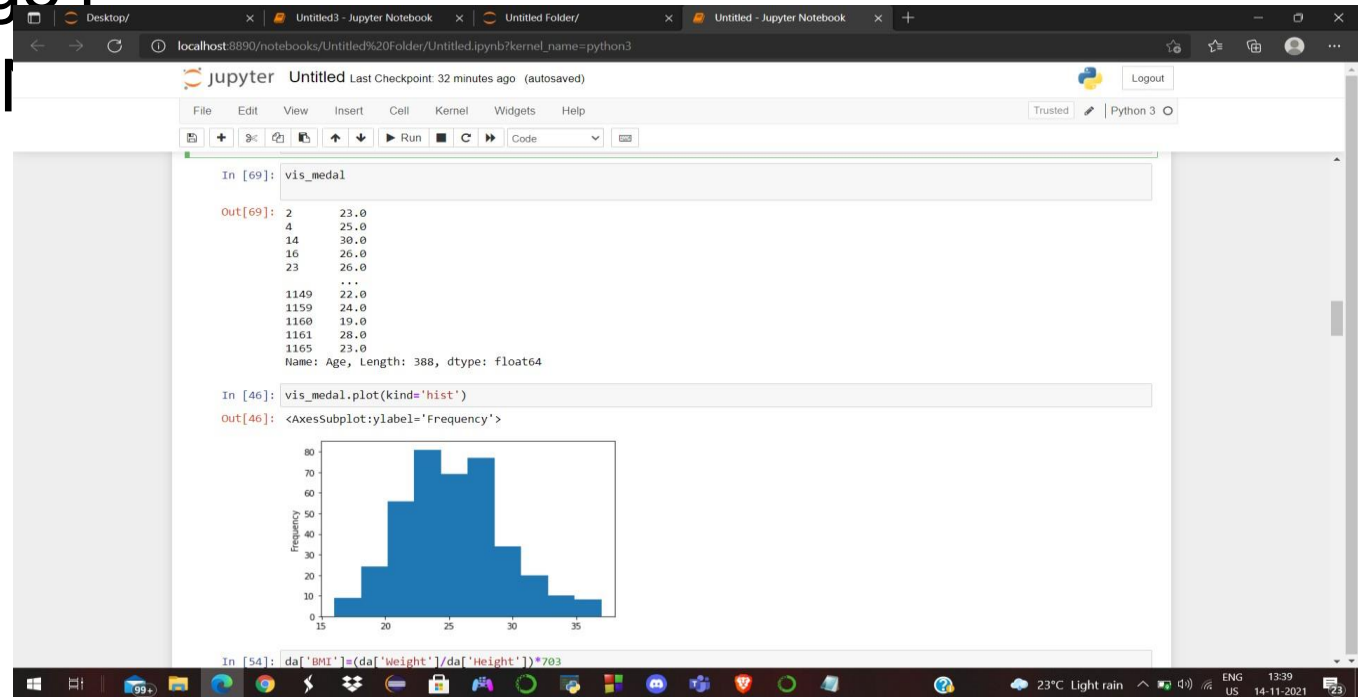 Desktop/
Untitled3 - Jupyter Notebook
Untitled Folder/
Untitled - Jupyter Notebook
localhost:8890/notebooks/Untitled%20Folder/Untitled.ipynb?kernel_name=python3
jupyter Untitled Last Checkpoint: 32 minutes ago (autosaved)
Logout
File Edit View Insert Cell Kernel Widgets Help
Trusted Python 3
Run Code
In [69]: vis_medal
Out[69]: 2 23.0
4 25.0
14 30.0
16 26.0
23 26.0
...
1149 22.0
1159 24.0
1160 19.0
1161 28.0
1165 23.0
Name: Age, Length: 388, dtype: float64
In [46]: vis_medal.plot(kind='hist')
Out[46]: <AxesSubplot:ylabel='Frequency'>
80
70
60
50
40
30
20
10
0
Frequency
15 20 25 30 35
In [54]: da['BMI']=(da['Weight']/da['Height'])*703
99+
23°C Light rain
ENG
US
13:39
14-11-2021
23